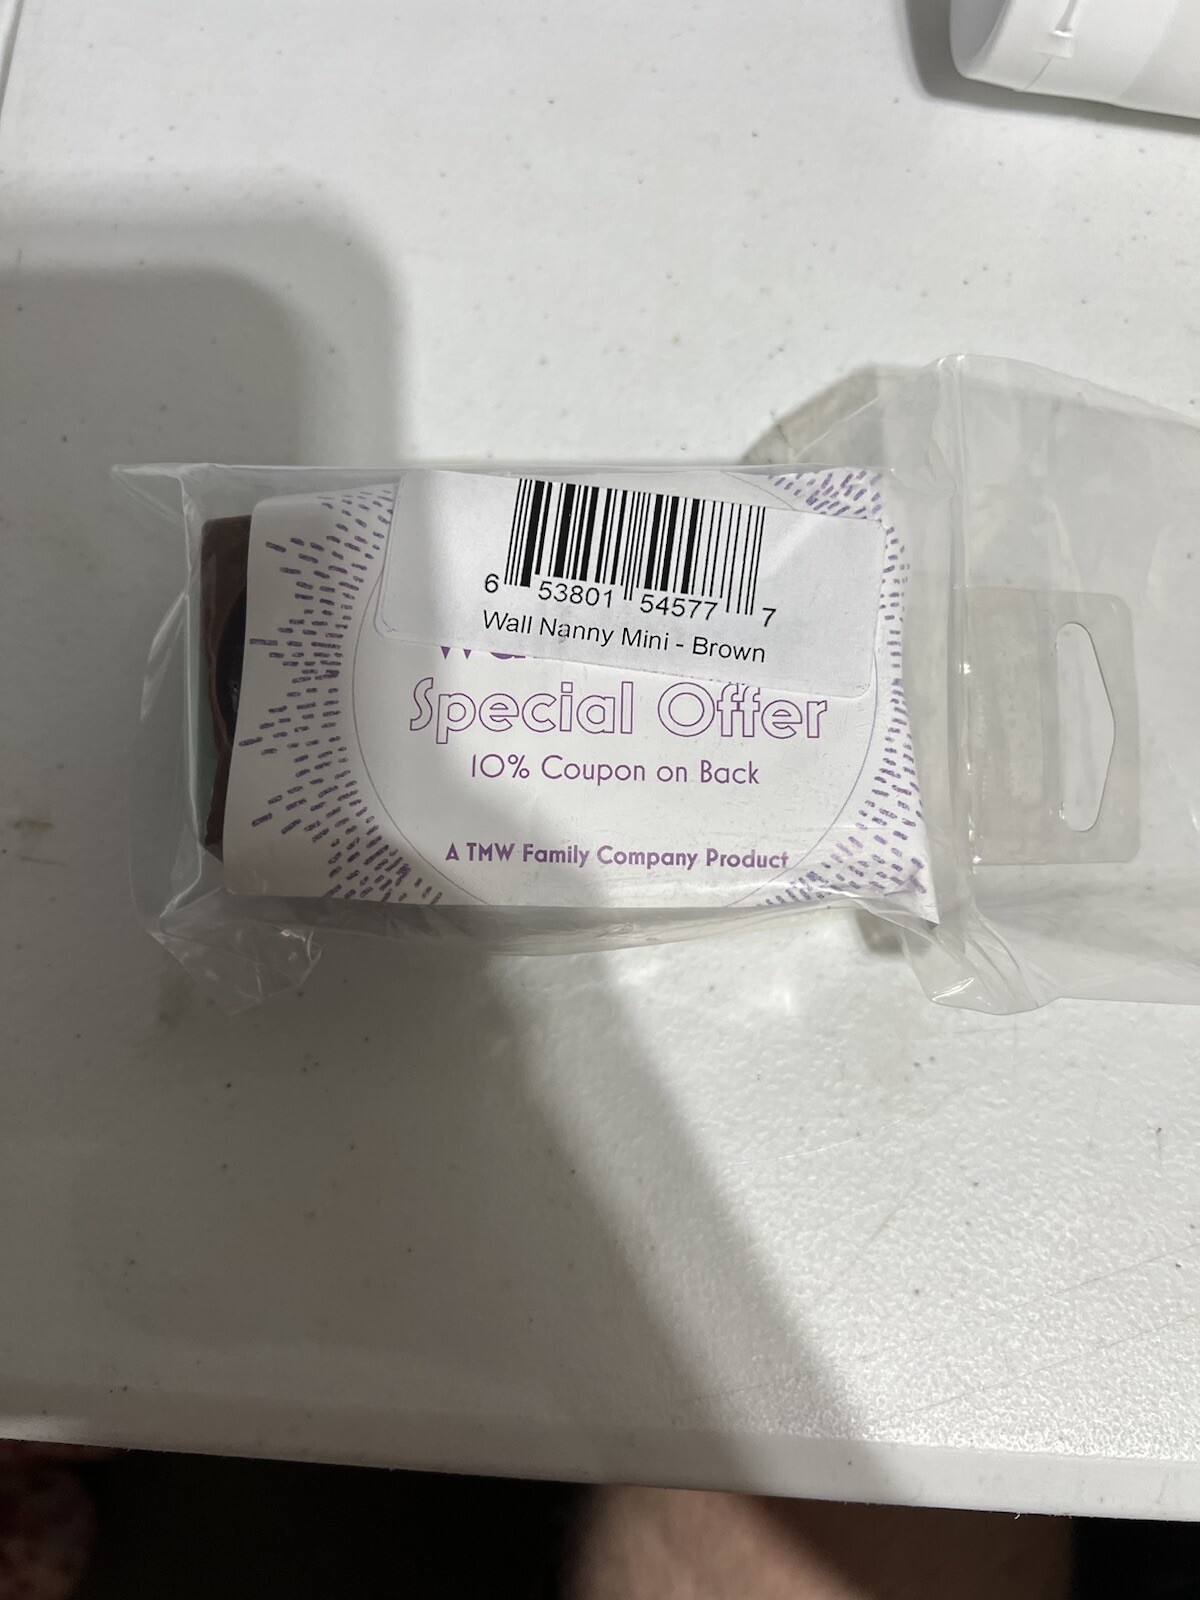 6 53801 54577 7
Wall Nanny Mini - Brown
Special Offer
10% Coupon on Back
A TMW Family Company Product